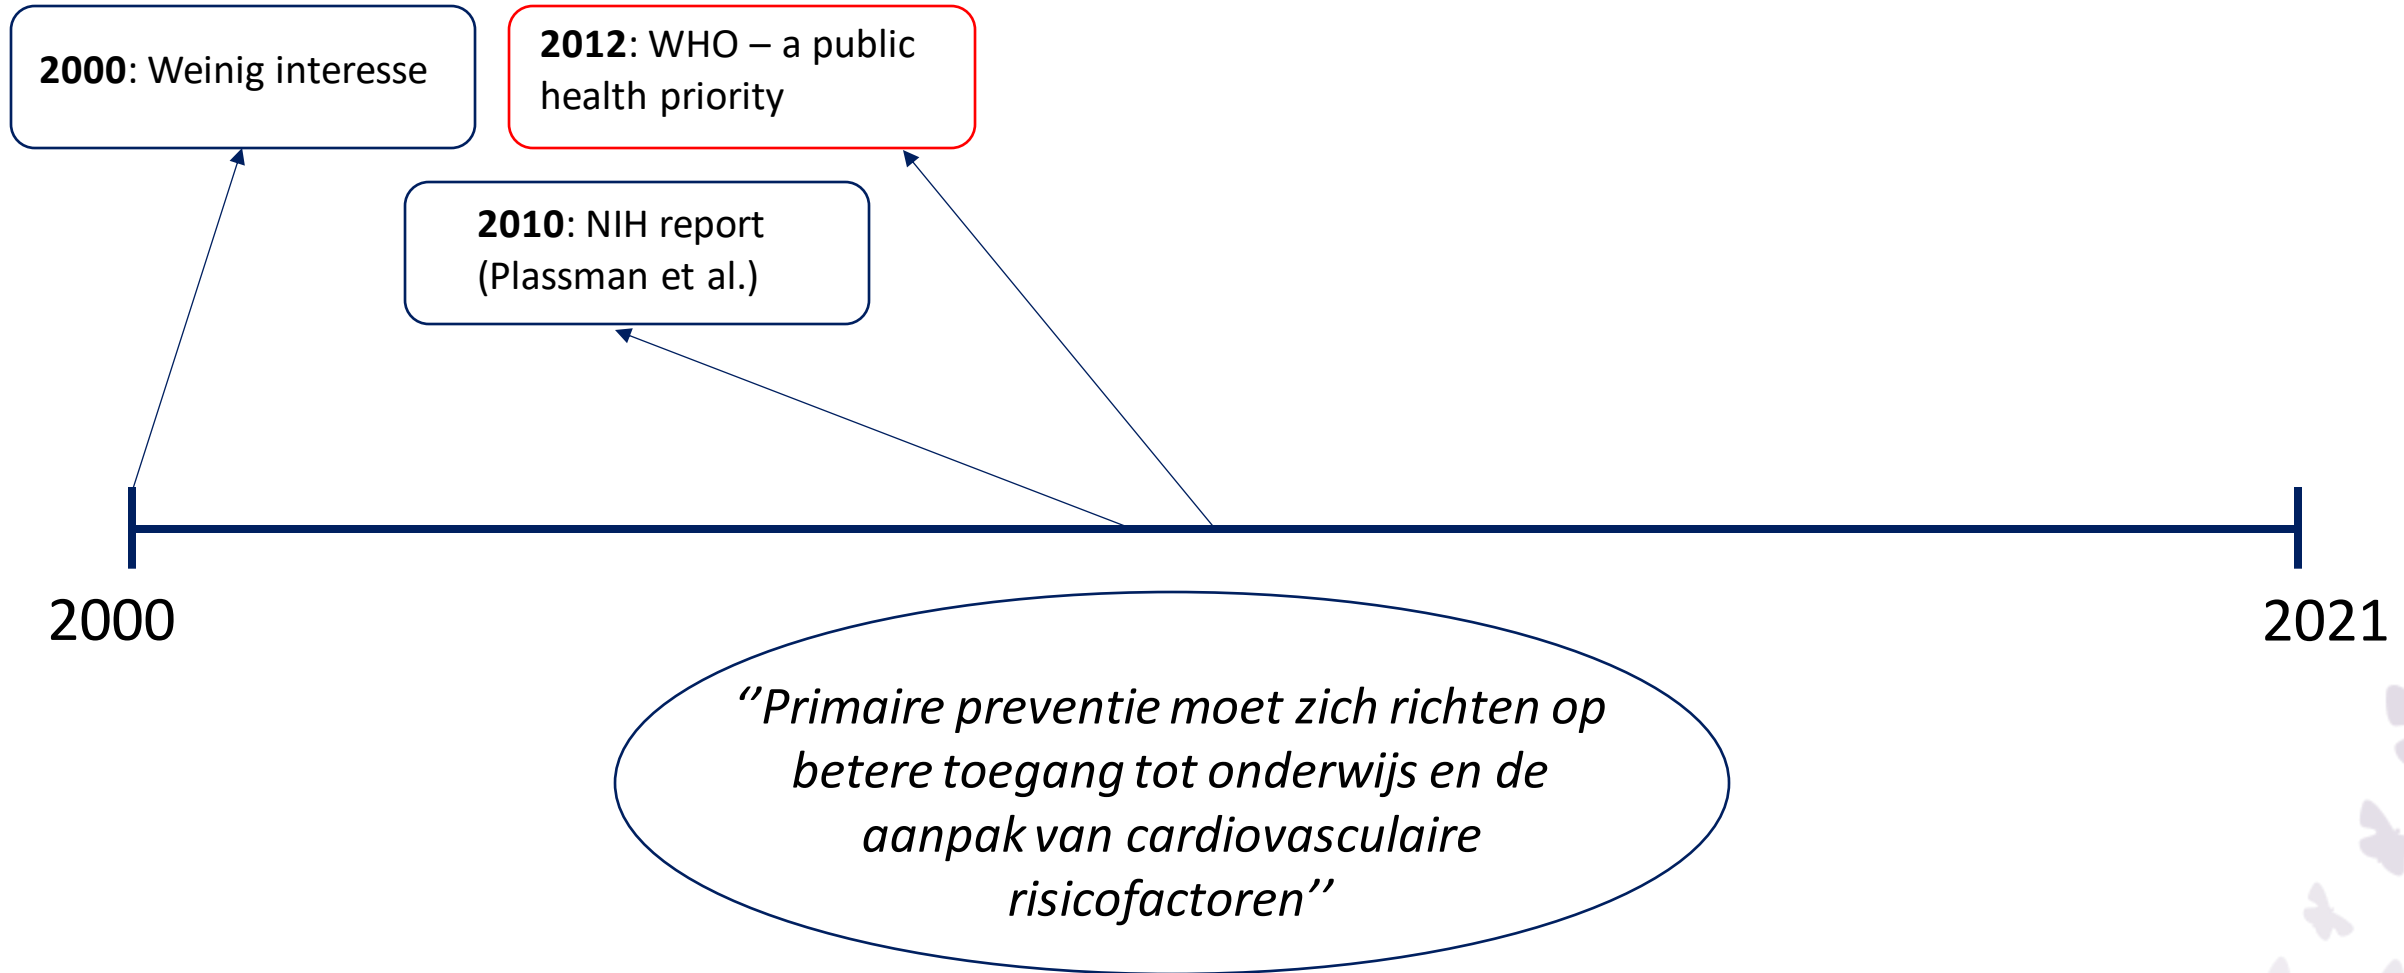 2000: Weinig interesse
2012: WHO – a public
health priority
2010: NIH report
(Plassman et al.)
2000
2021
‘’Primaire preventie moet zich richten op
betere toegang tot onderwijs en de
aanpak van cardiovasculaire
risicofactoren’’